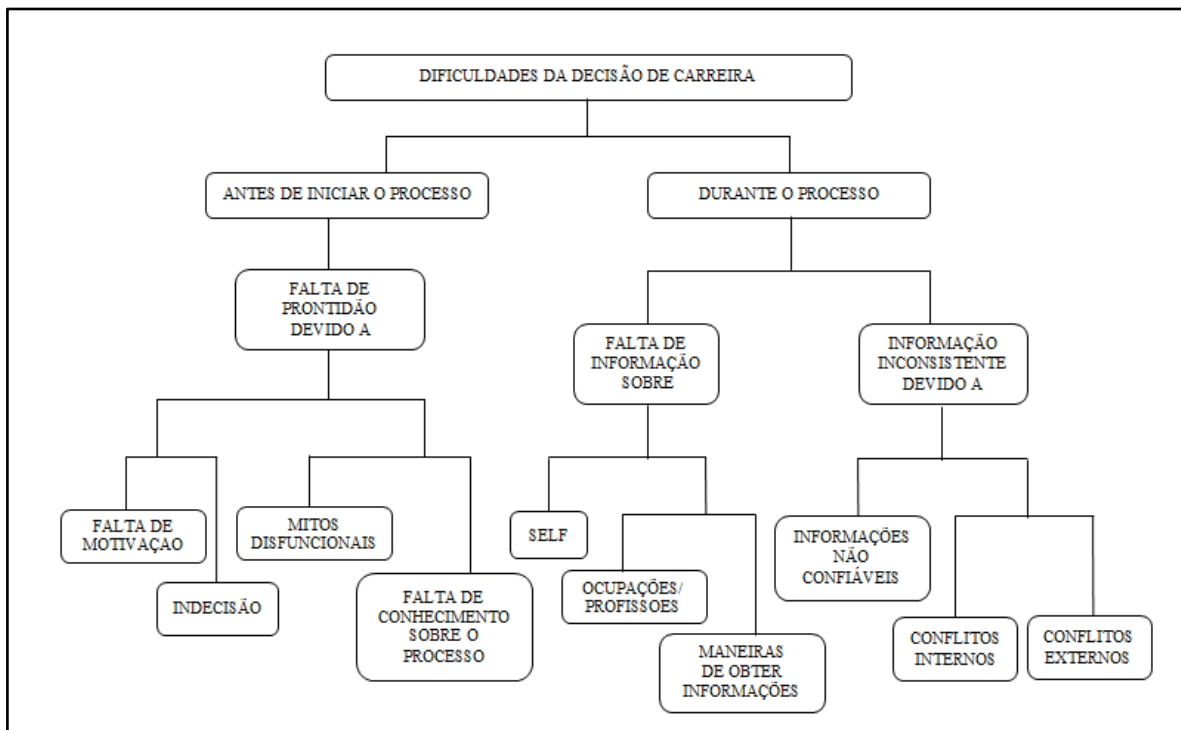 DIFICULDADES DA DECISÃO DE CARREIRA
ANTES DE INICIAR O PROCESSO
DURANTE O PROCESSO
FALTA DE
PRONTIDÃO
DEVIDO A
FALTA DE
INFORMAÇÃO
SOBRE
INFORMAÇÃO
INCONSISTENTE
DEVIDO A
FALTA DE
MOTIVAÇAO
INDECISÃO
MITOS
DISFUNCIONAIS
FALTA DE
CONHECIMENTO
SOBRE O
PROCESSO
SELF
OCUPAÇÕES/
PROFISSOES
MANEIRAS
DE OBTER
INFORMAÇÕES
INFORMAÇÕES
NÃO
CONFIÁVEIS
CONFLITOS
INTERNOS
CONFLITOS
EXTERNOS